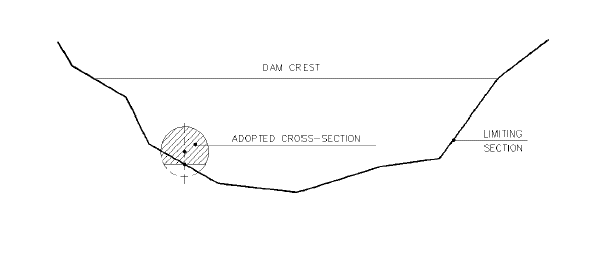 DAM CREST
ADOPTED CROSS-SECTION
LIMITING
SECTION